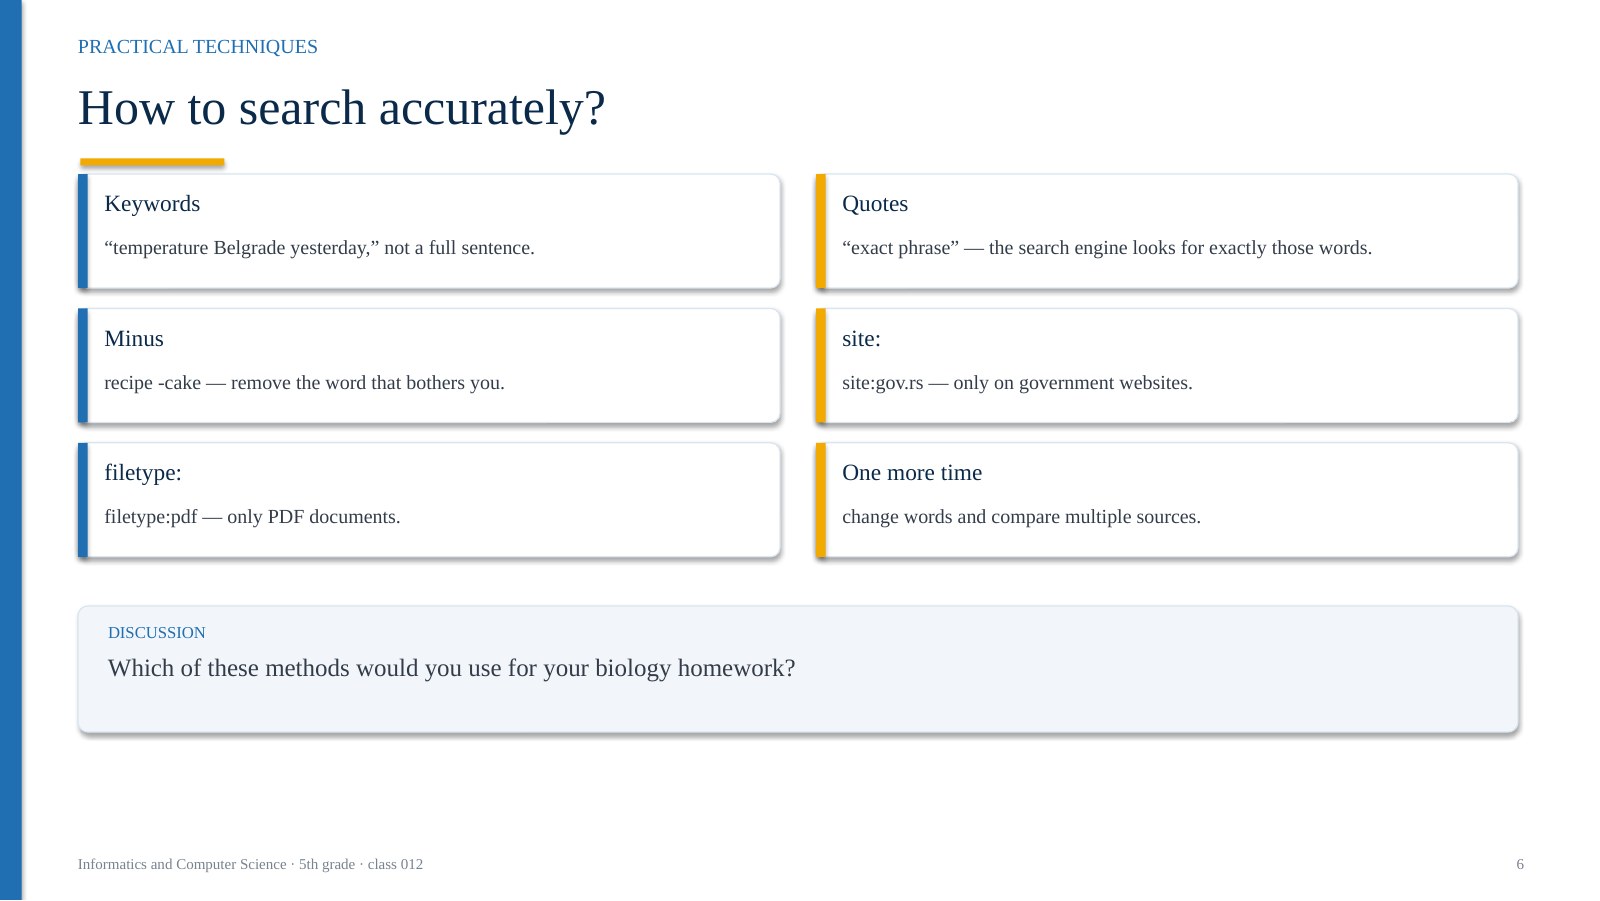 PRACTICAL TECHNIQUES
How to search accurately?
Keywords
“temperature Belgrade yesterday,” not a full sentence.
Quotes
“exact phrase” — the search engine looks for exactly those words.
Minus
recipe -cake — remove the word that bothers you.
site:
site:gov.rs — only on government websites.
filetype:
filetype:pdf — only PDF documents.
One more time
change words and compare multiple sources.
DISCUSSION
Which of these methods would you use for your biology homework?
Informatics and Computer Science · 5th grade · class 012
6